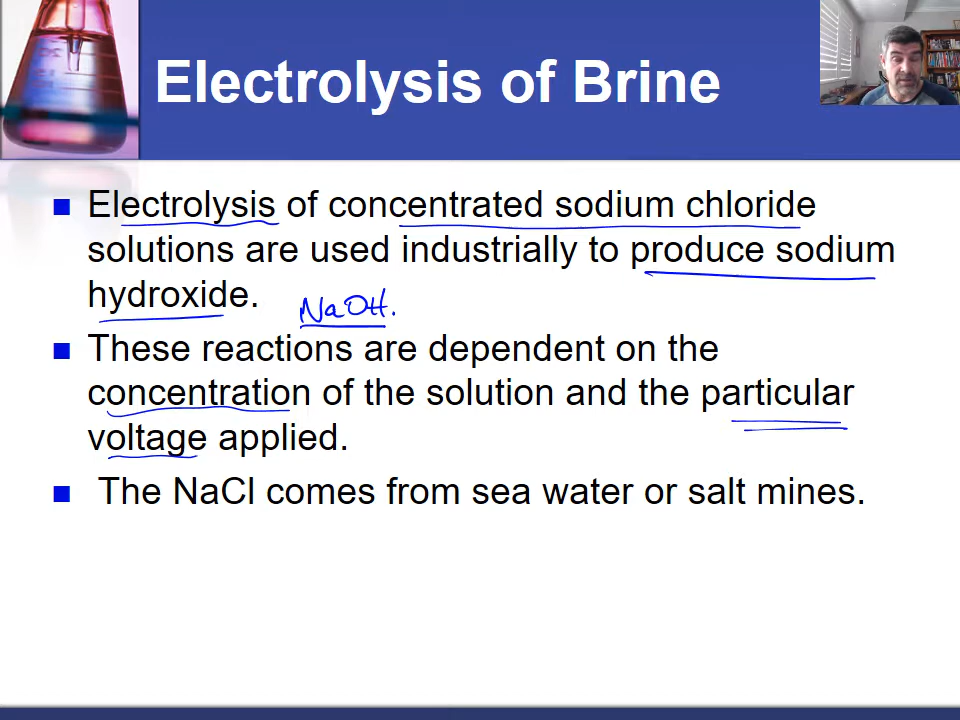 Electrolysis of Brine
Electrolysis of concentrated sodium chloride
solutions are used industrially to produce sodium
hydroxide. NaOH.
These reactions are dependent on the
concentration of the solution and the particular
voltage applied.
The NaCl comes from sea water or salt mines.